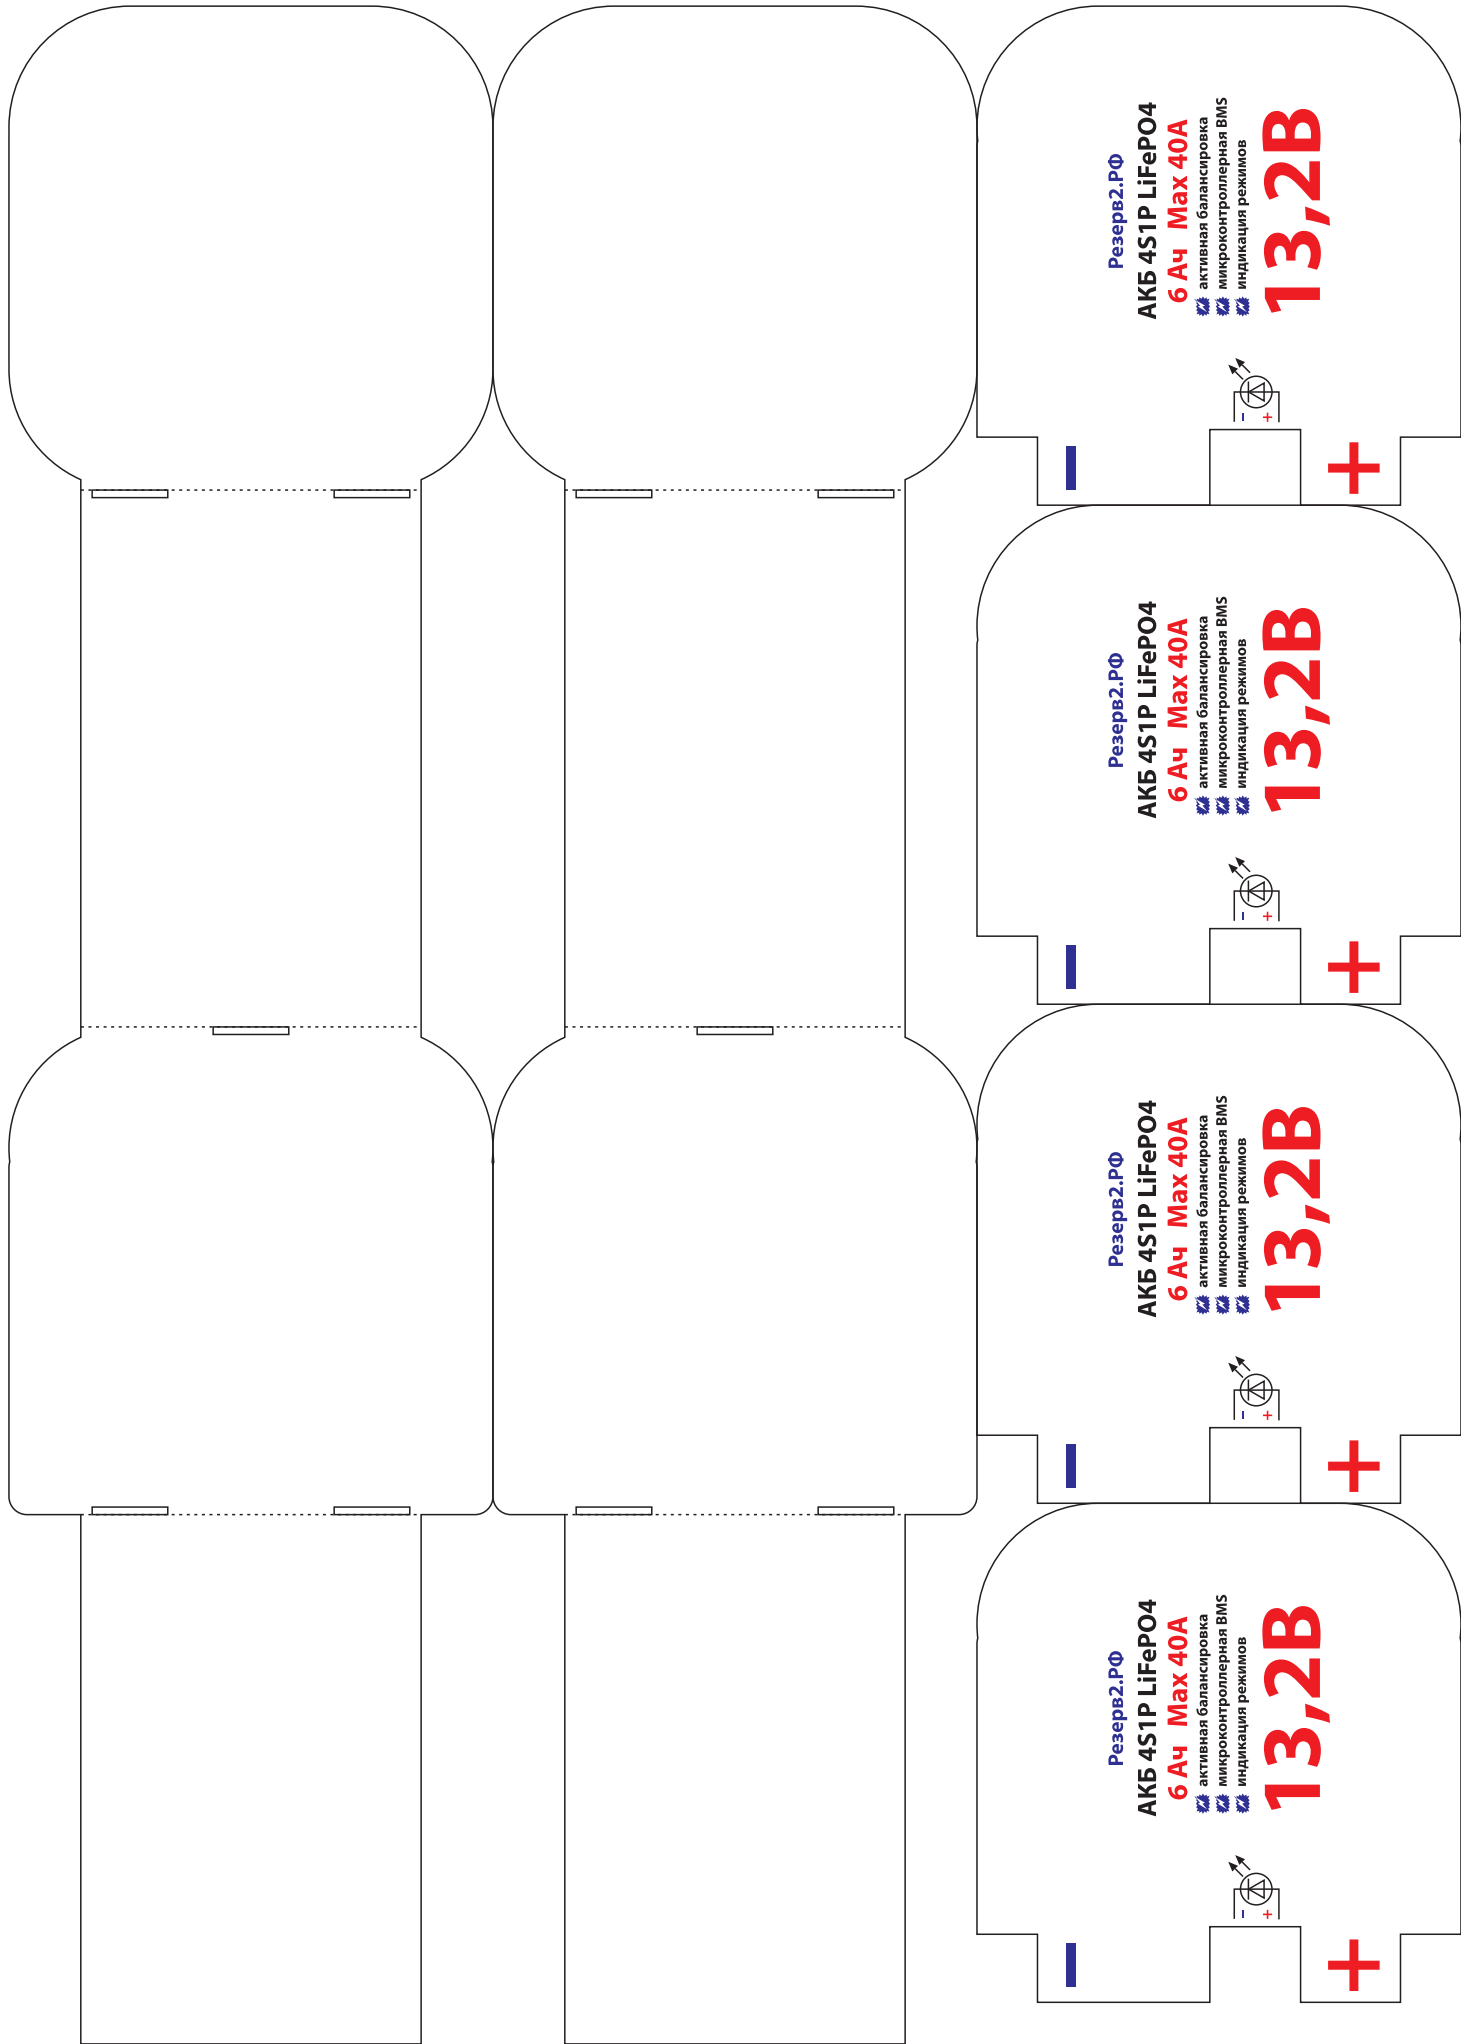 Резерв2.РФ
АКБ 4S1P LiFePO4
6 Ач Max 40А
активная балансировка
микроконтроллерная BMS
индикация режимов
13,2В
- +
- +
Резерв2.РФ
АКБ 4S1P LiFePO4
6 Ач Max 40А
активная балансировка
микроконтроллерная BMS
индикация режимов
13,2В
- +
- +
Резерв2.РФ
АКБ 4S1P LiFePO4
6 Ач Max 40А
активная балансировка
микроконтроллерная BMS
индикация режимов
13,2В
- +
- +
Резерв2.РФ
АКБ 4S1P LiFePO4
6 Ач Max 40А
активная балансировка
микроконтроллерная BMS
индикация режимов
13,2В
- +
- +